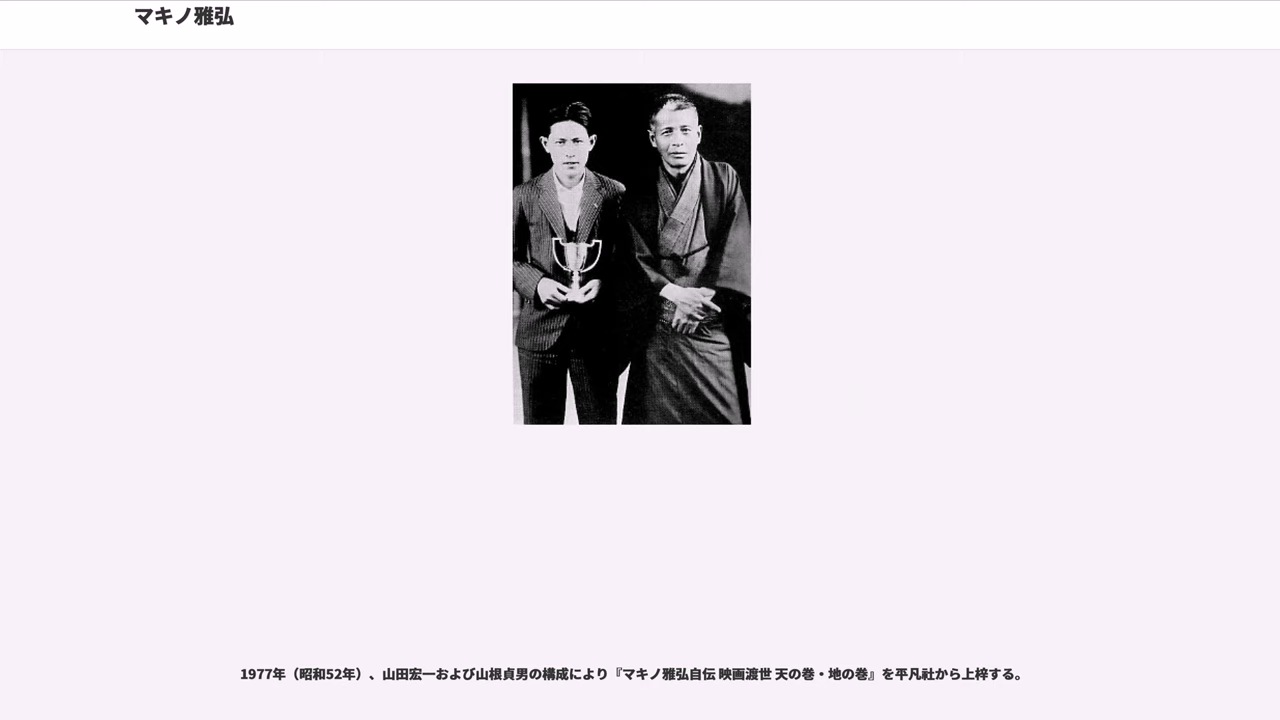 マキノ雅弘
1977年（昭和52年）、山田宏一および山根貞男の構成により『マキノ雅弘自伝 映画渡世 天の巻・地の巻』を平凡社から上梓する。